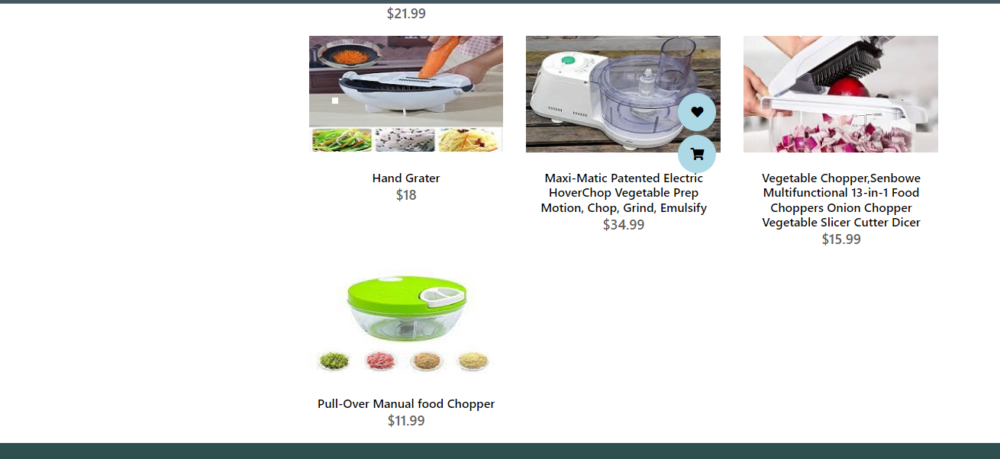 $21.99
Hand Grater
$18
Maxi-Matic Patented Electric
HoverChop Vegetable Prep
Motion, Chop, Grind, Emulsify
$34.99
Vegetable Chopper,Senbowe
Multifunctional 13-in-1 Food
Choppers Onion Chopper
Vegetable Slicer Cutter Dicer
$15.99
Pull-Over Manual food Chopper
$11.99